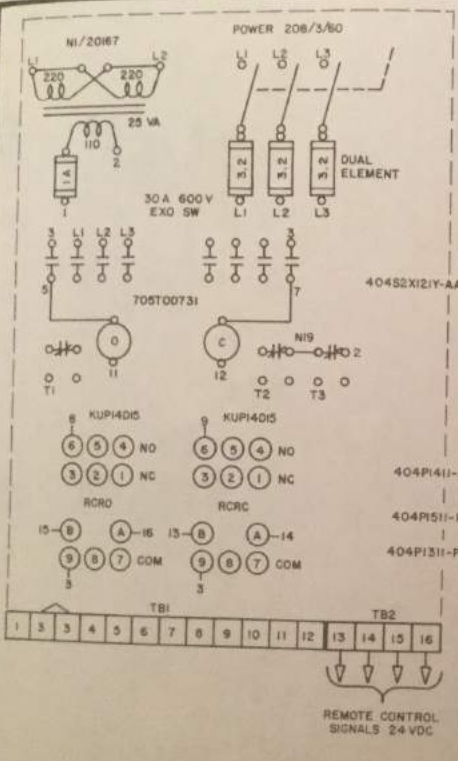 POWER 208/3/60
N1/20167
L1 L2
L1 L2 L3
220 220
25 VA
110
2
1A
3.2 3.2 3.2
DUAL
ELEMENT
1
30A 600V
EXO SW
L1 L2 L3
3 L1 L2 L3
3
5
7
404S2X121Y-AA
705T00731
O
C
N19
2
11
12
T1
T2 T3
8 KUP14D15
9 KUP14D15
6 5 4 NO
6 5 4 NO
3 2 1 NC
3 2 1 NC
404P1411-
RCRO
RCRC
404P1511-
15 B A 16
13 B A 14
404P1311-P
9 8 7 COM
9 8 7 COM
3
3
TB1
TB2
1 2 3 4 5 6 7 8 9 10 11 12 13 14 15 16
REMOTE CONTROL
SIGNALS 24VDC